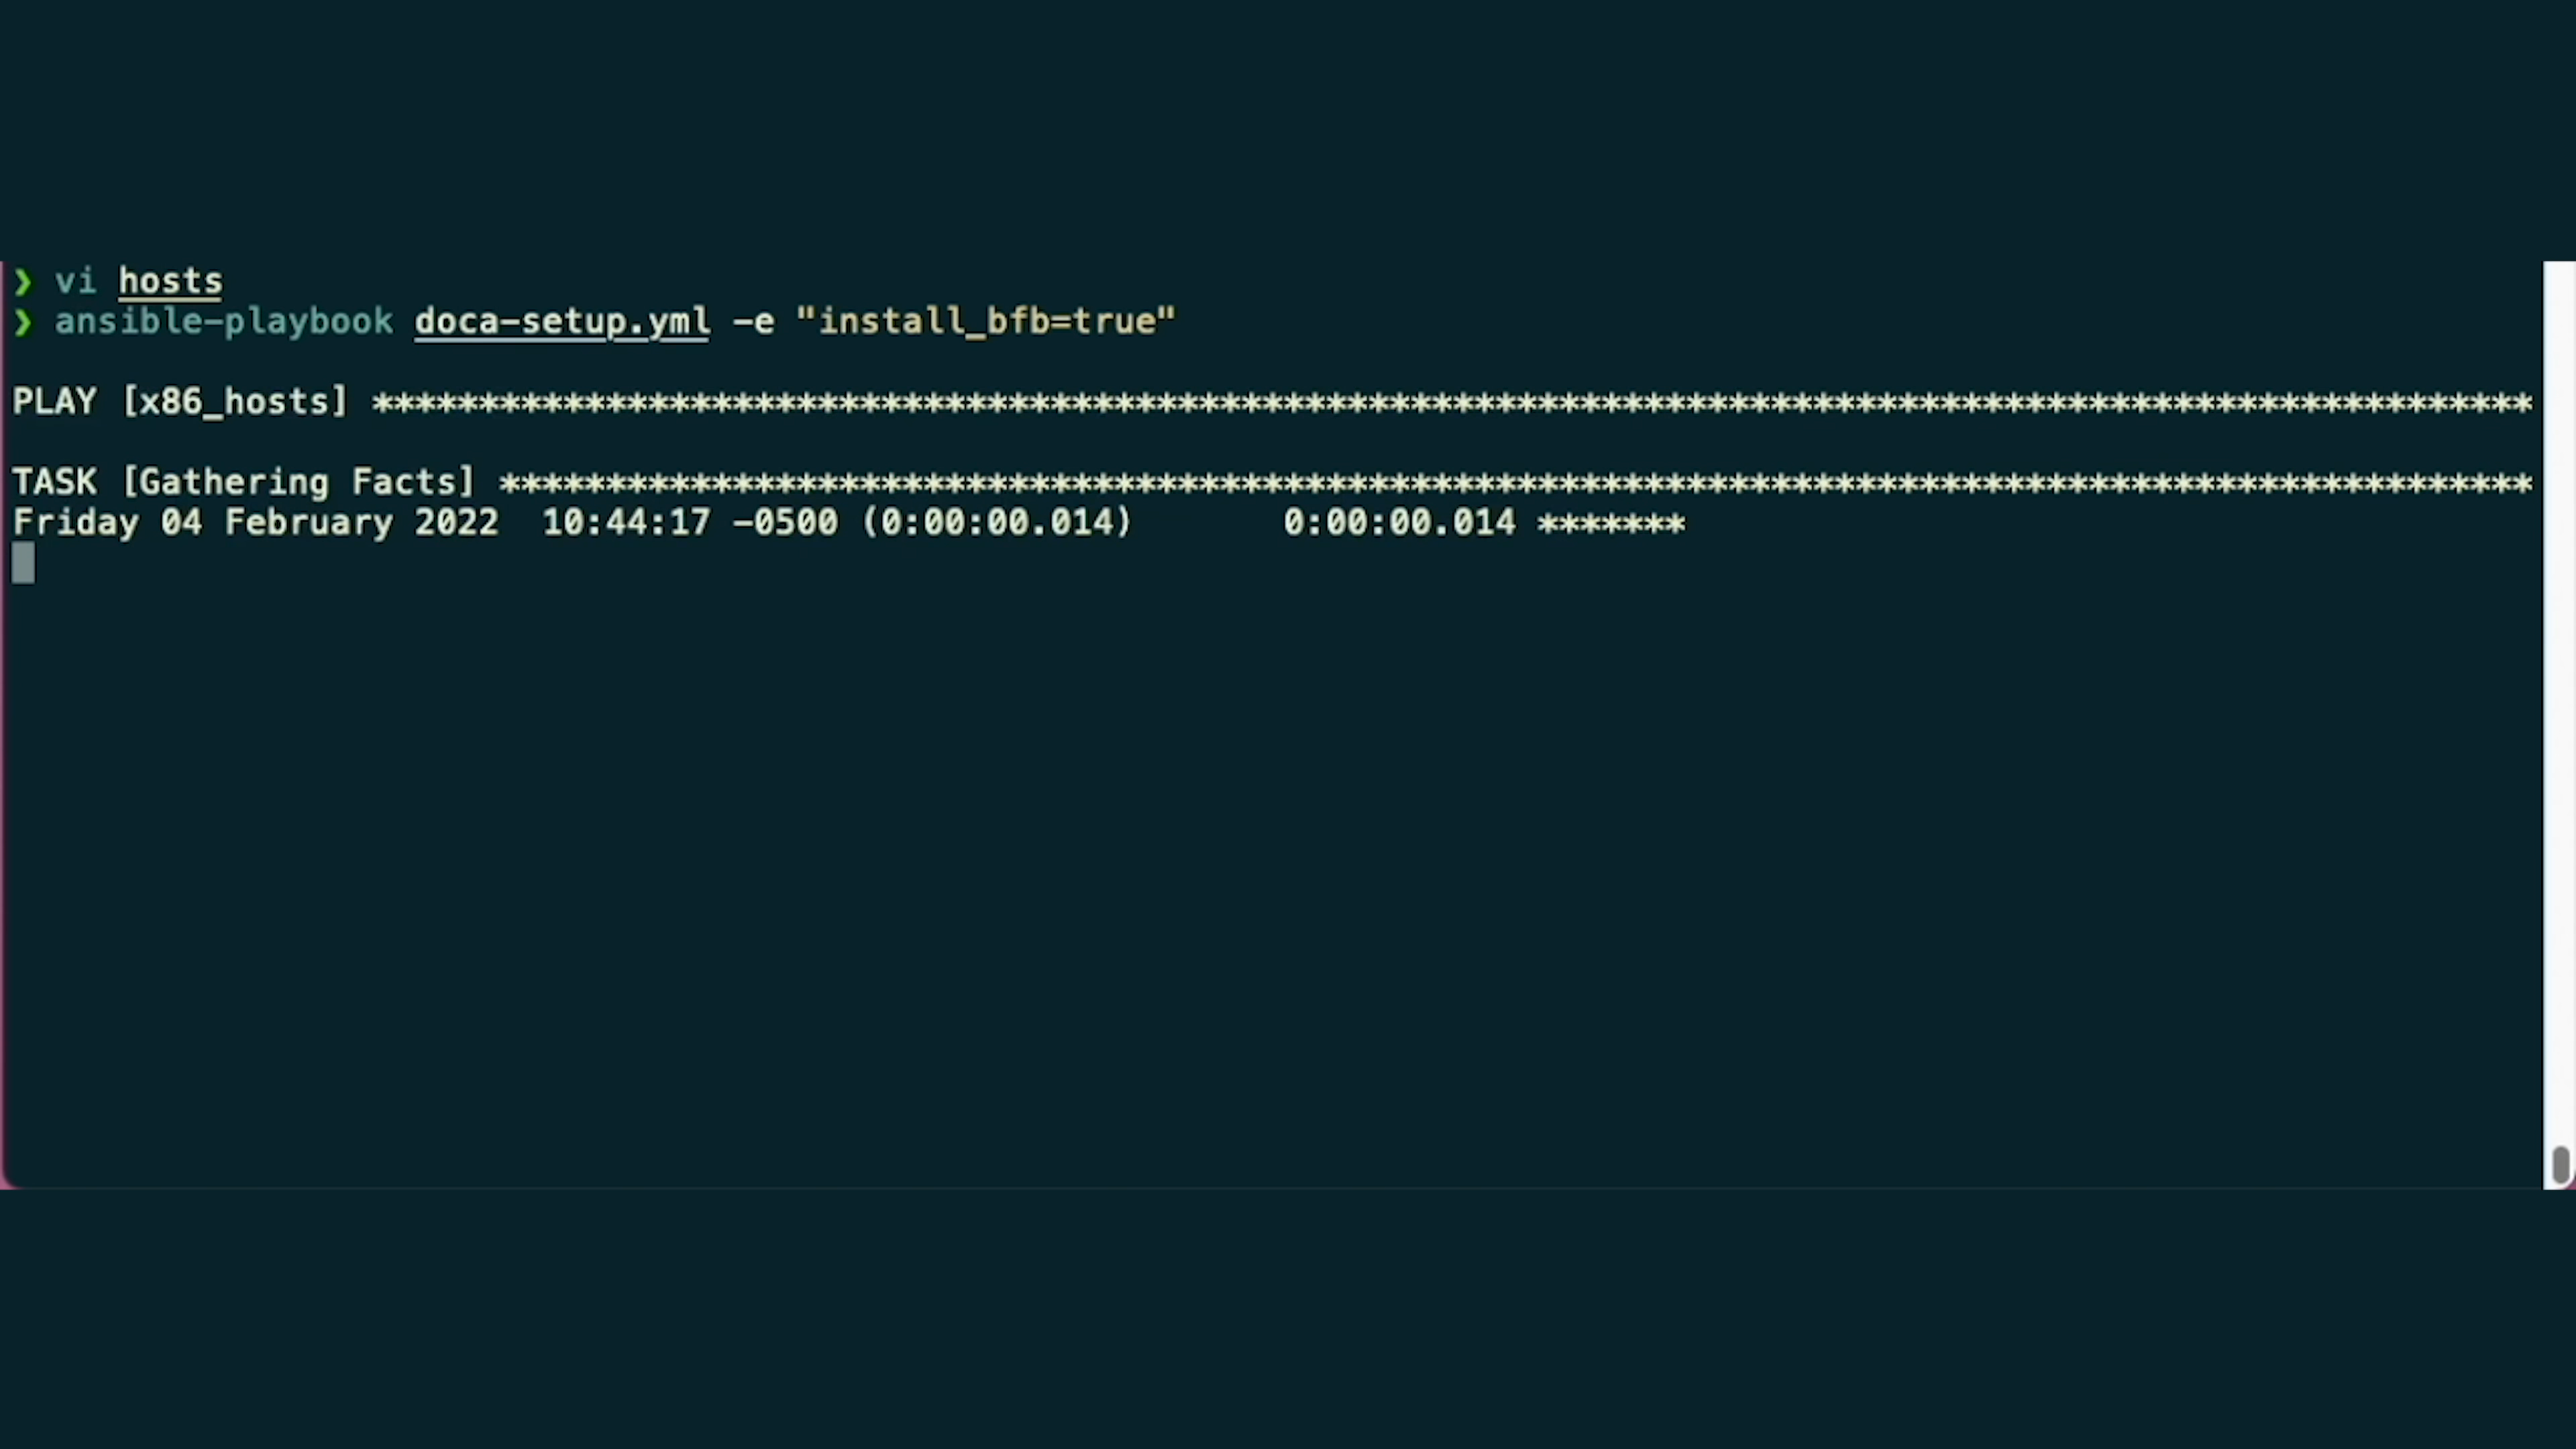 ❯ vi hosts
❯ ansible-playbook doca-setup.yml -e "install_bfb=true"
PLAY [x86_hosts] ******************************************************************************************************
TASK [Gathering Facts] ************************************************************************************************
Friday 04 February 2022  10:44:17 -0500 (0:00:00.014)       0:00:00.014 *******